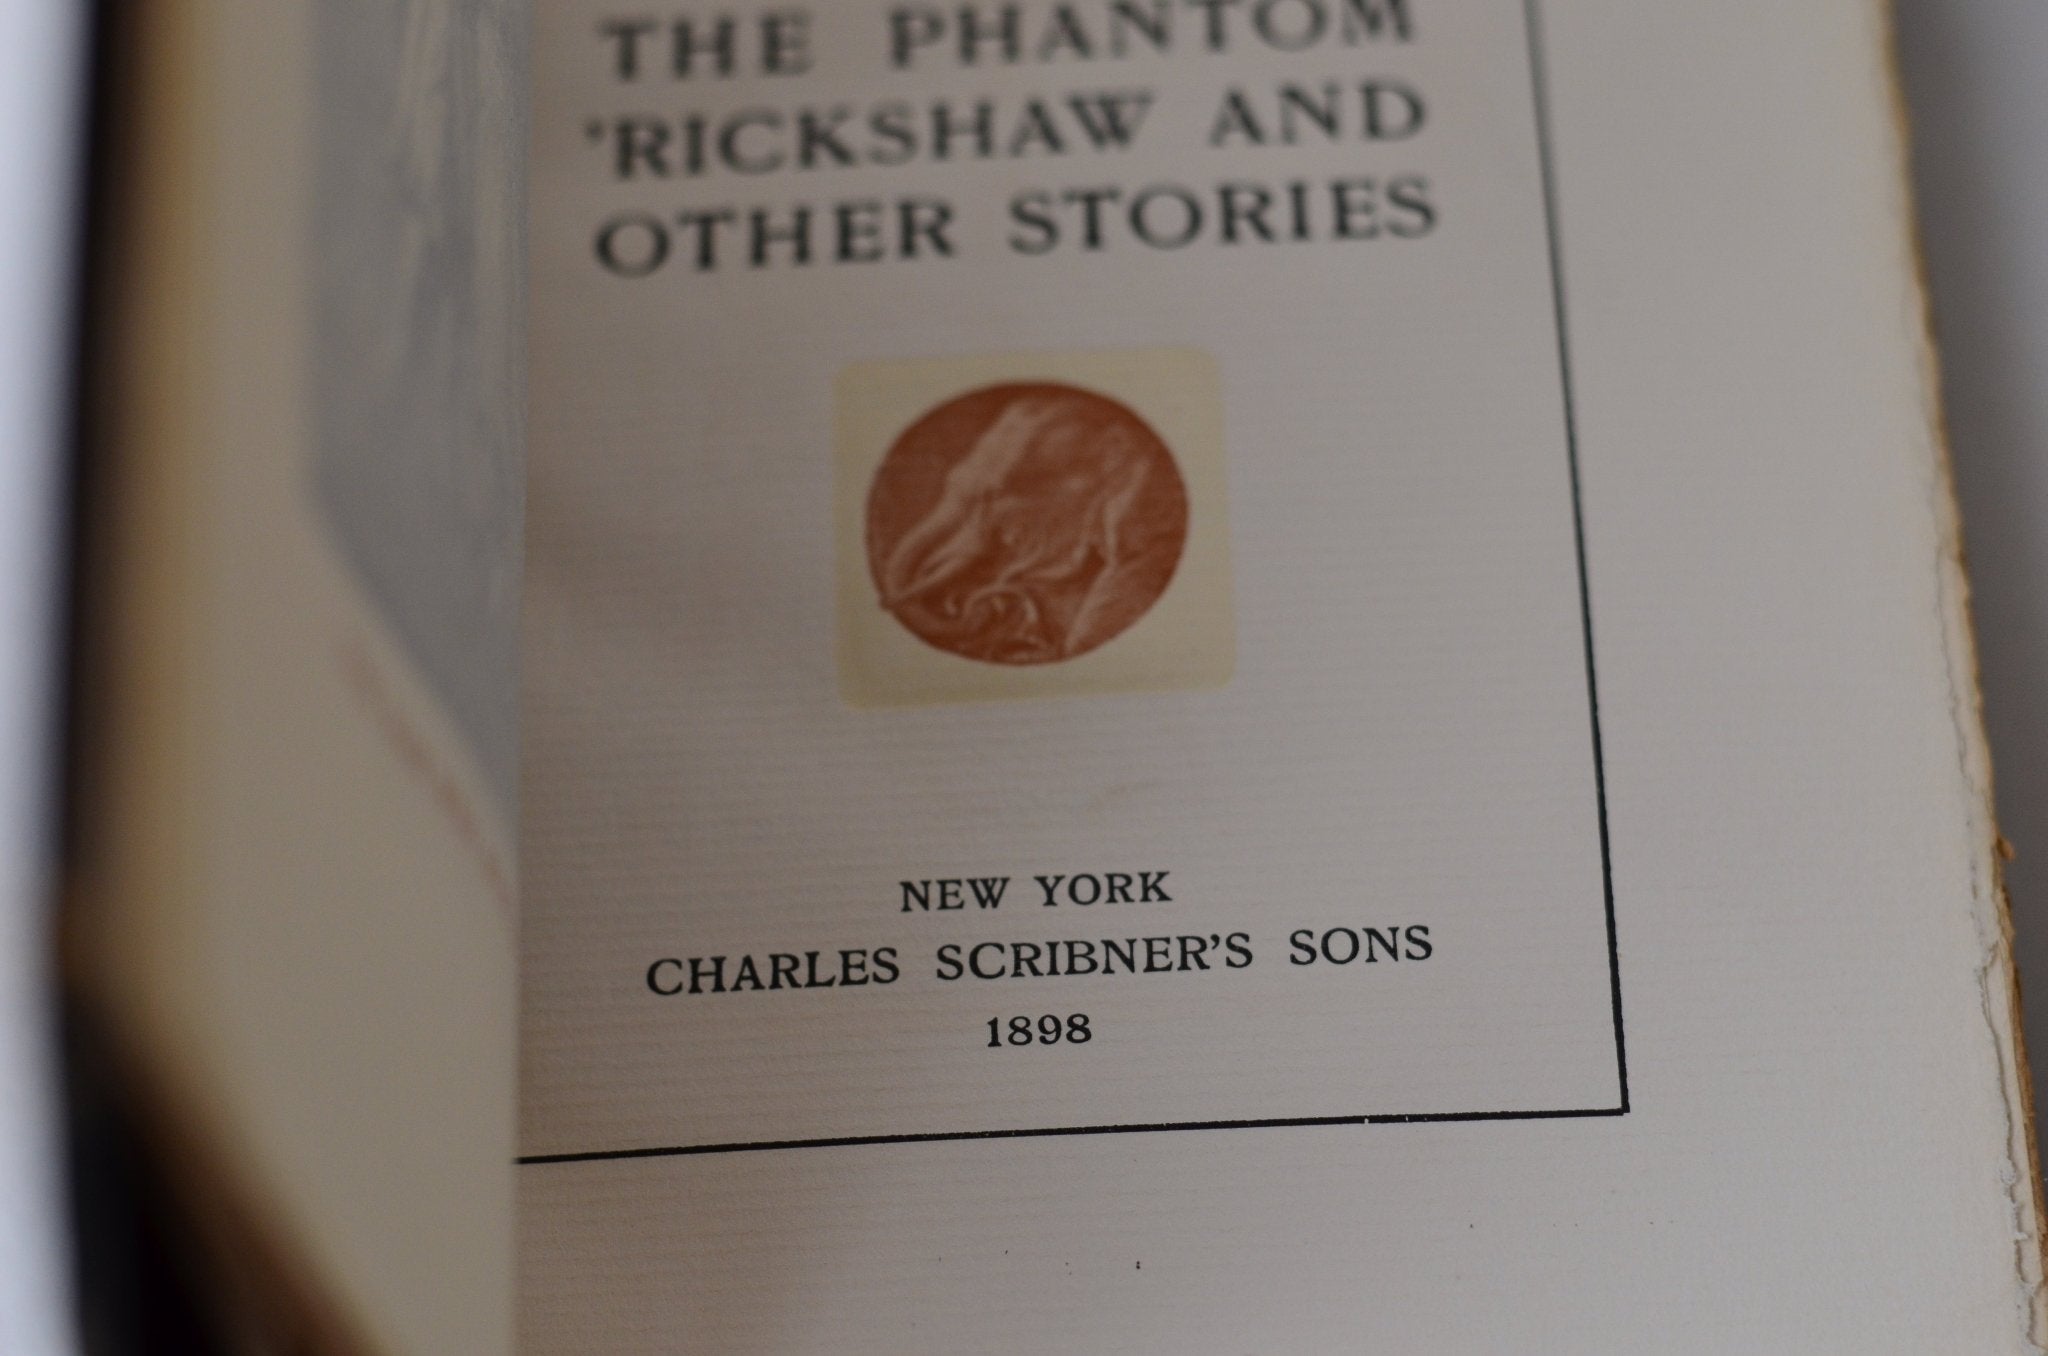 THE PHANTOM
'RICKSHAW AND
OTHER STORIES
NEW YORK
CHARLES SCRIBNER'S SONS
1898